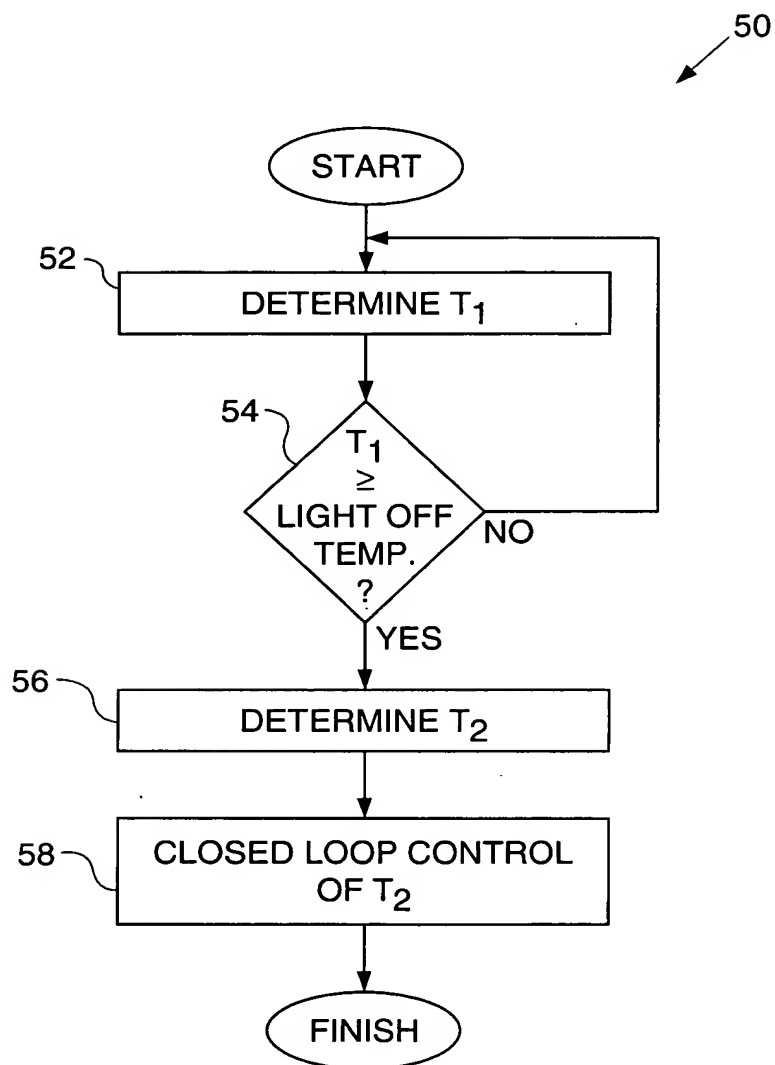 50
START
52
DETERMINE T₁
54
T₁
≥
LIGHT OFF
TEMP.
?
NO
YES
56
DETERMINE T₂
58
CLOSED LOOP CONTROL
OF T₂
FINISH